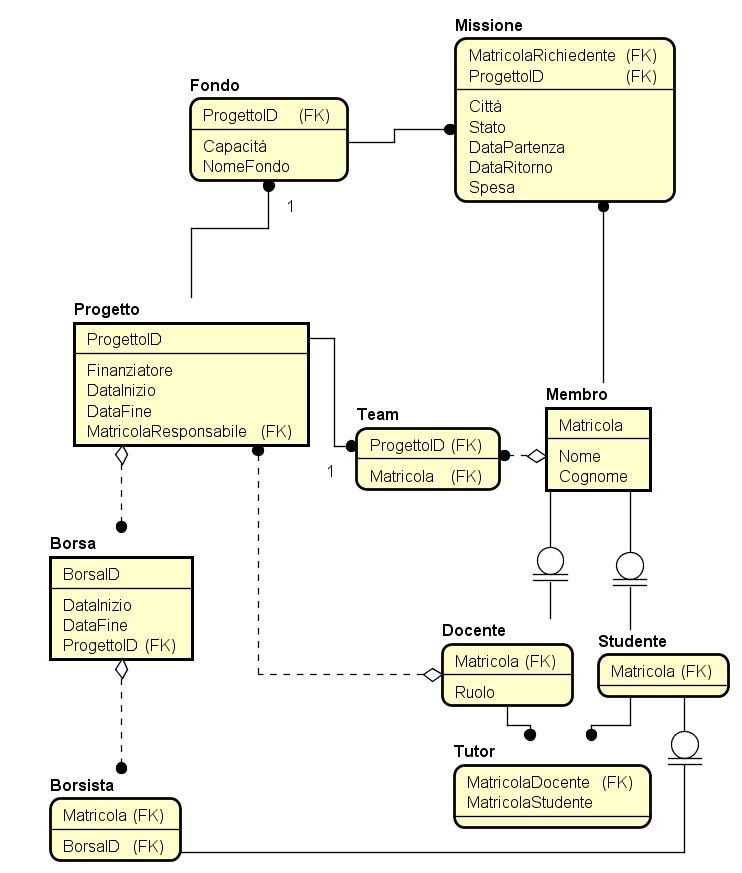 Missione
MatricolaRichiedente (FK)
ProgettoID (FK)
Città
Stato
DataPartenza
DataRitorno
Spesa
Fondo
ProgettoID (FK)
Capacità
NomeFondo
1
Progetto
ProgettoID
Finanziatore
DataInizio
DataFine
MatricolaResponsabile (FK)
Team
ProgettoID (FK)
Matricola (FK)
1
Membro
Matricola
Nome
Cognome
Borsa
BorsaID
DataInizio
DataFine
ProgettoID (FK)
Docente
Matricola (FK)
Ruolo
Studente
Matricola (FK)
Tutor
MatricolaDocente (FK)
MatricolaStudente
Borsista
Matricola (FK)
BorsaID (FK)